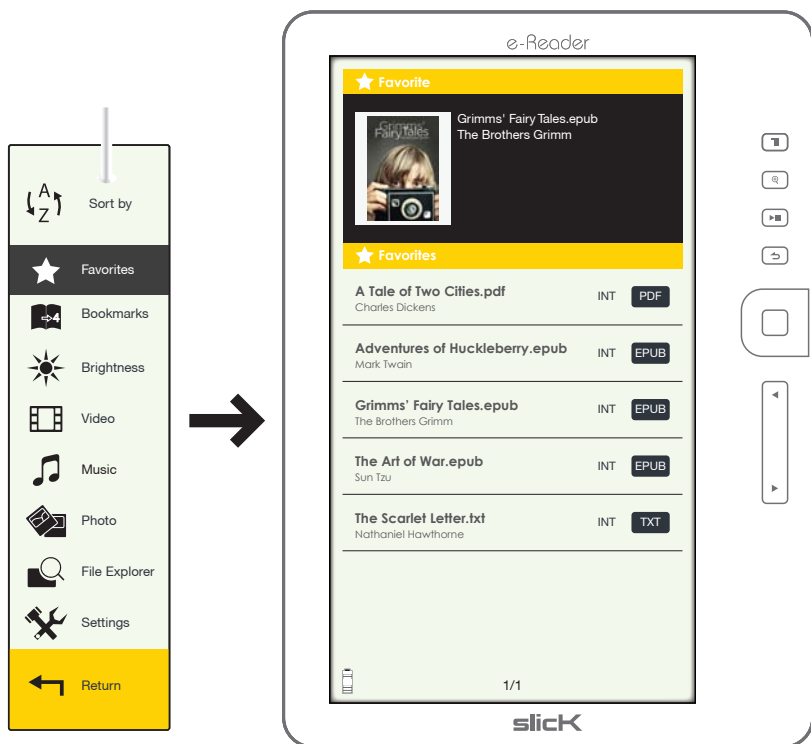 A
Z
Sort by
Favorites
4
Bookmarks
Brightness
Video
Music
Photo
File Explorer
Settings
Return
e-Reader
Favorite
Grimms'
Fairy Tales
Grimms' Fairy Tales.epub
The Brothers Grimm
Favorites
A Tale of Two Cities.pdf
Charles Dickens
INT PDF
Adventures of Huckleberry.epub
Mark Twain
INT EPUB
Grimms’ Fairy Tales.epub
The Brothers Grimm
INT EPUB
The Art of War.epub
Sun Tzu
INT EPUB
The Scarlet Letter.txt
Nathaniel Hawthorne
INT TXT
1/1
slick